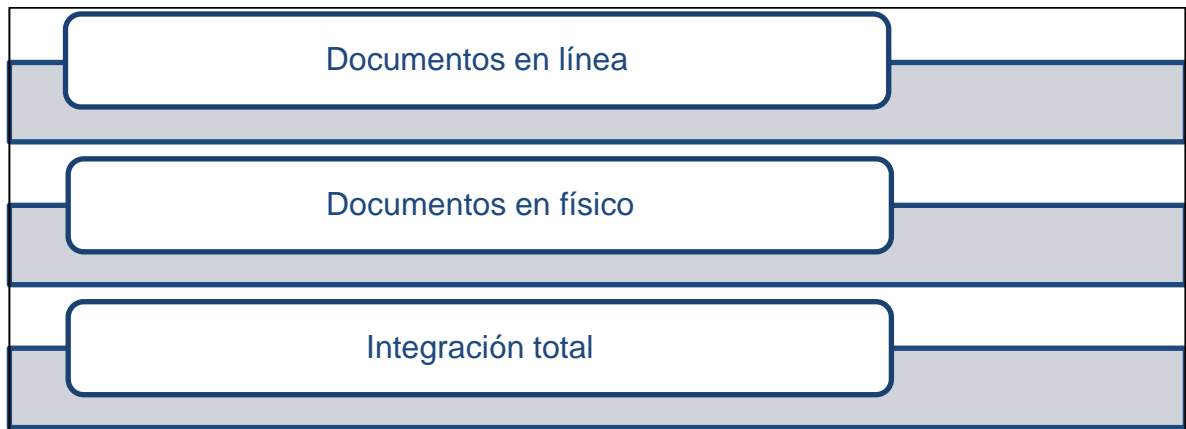 Documentos en línea
Documentos en físico
Integración total